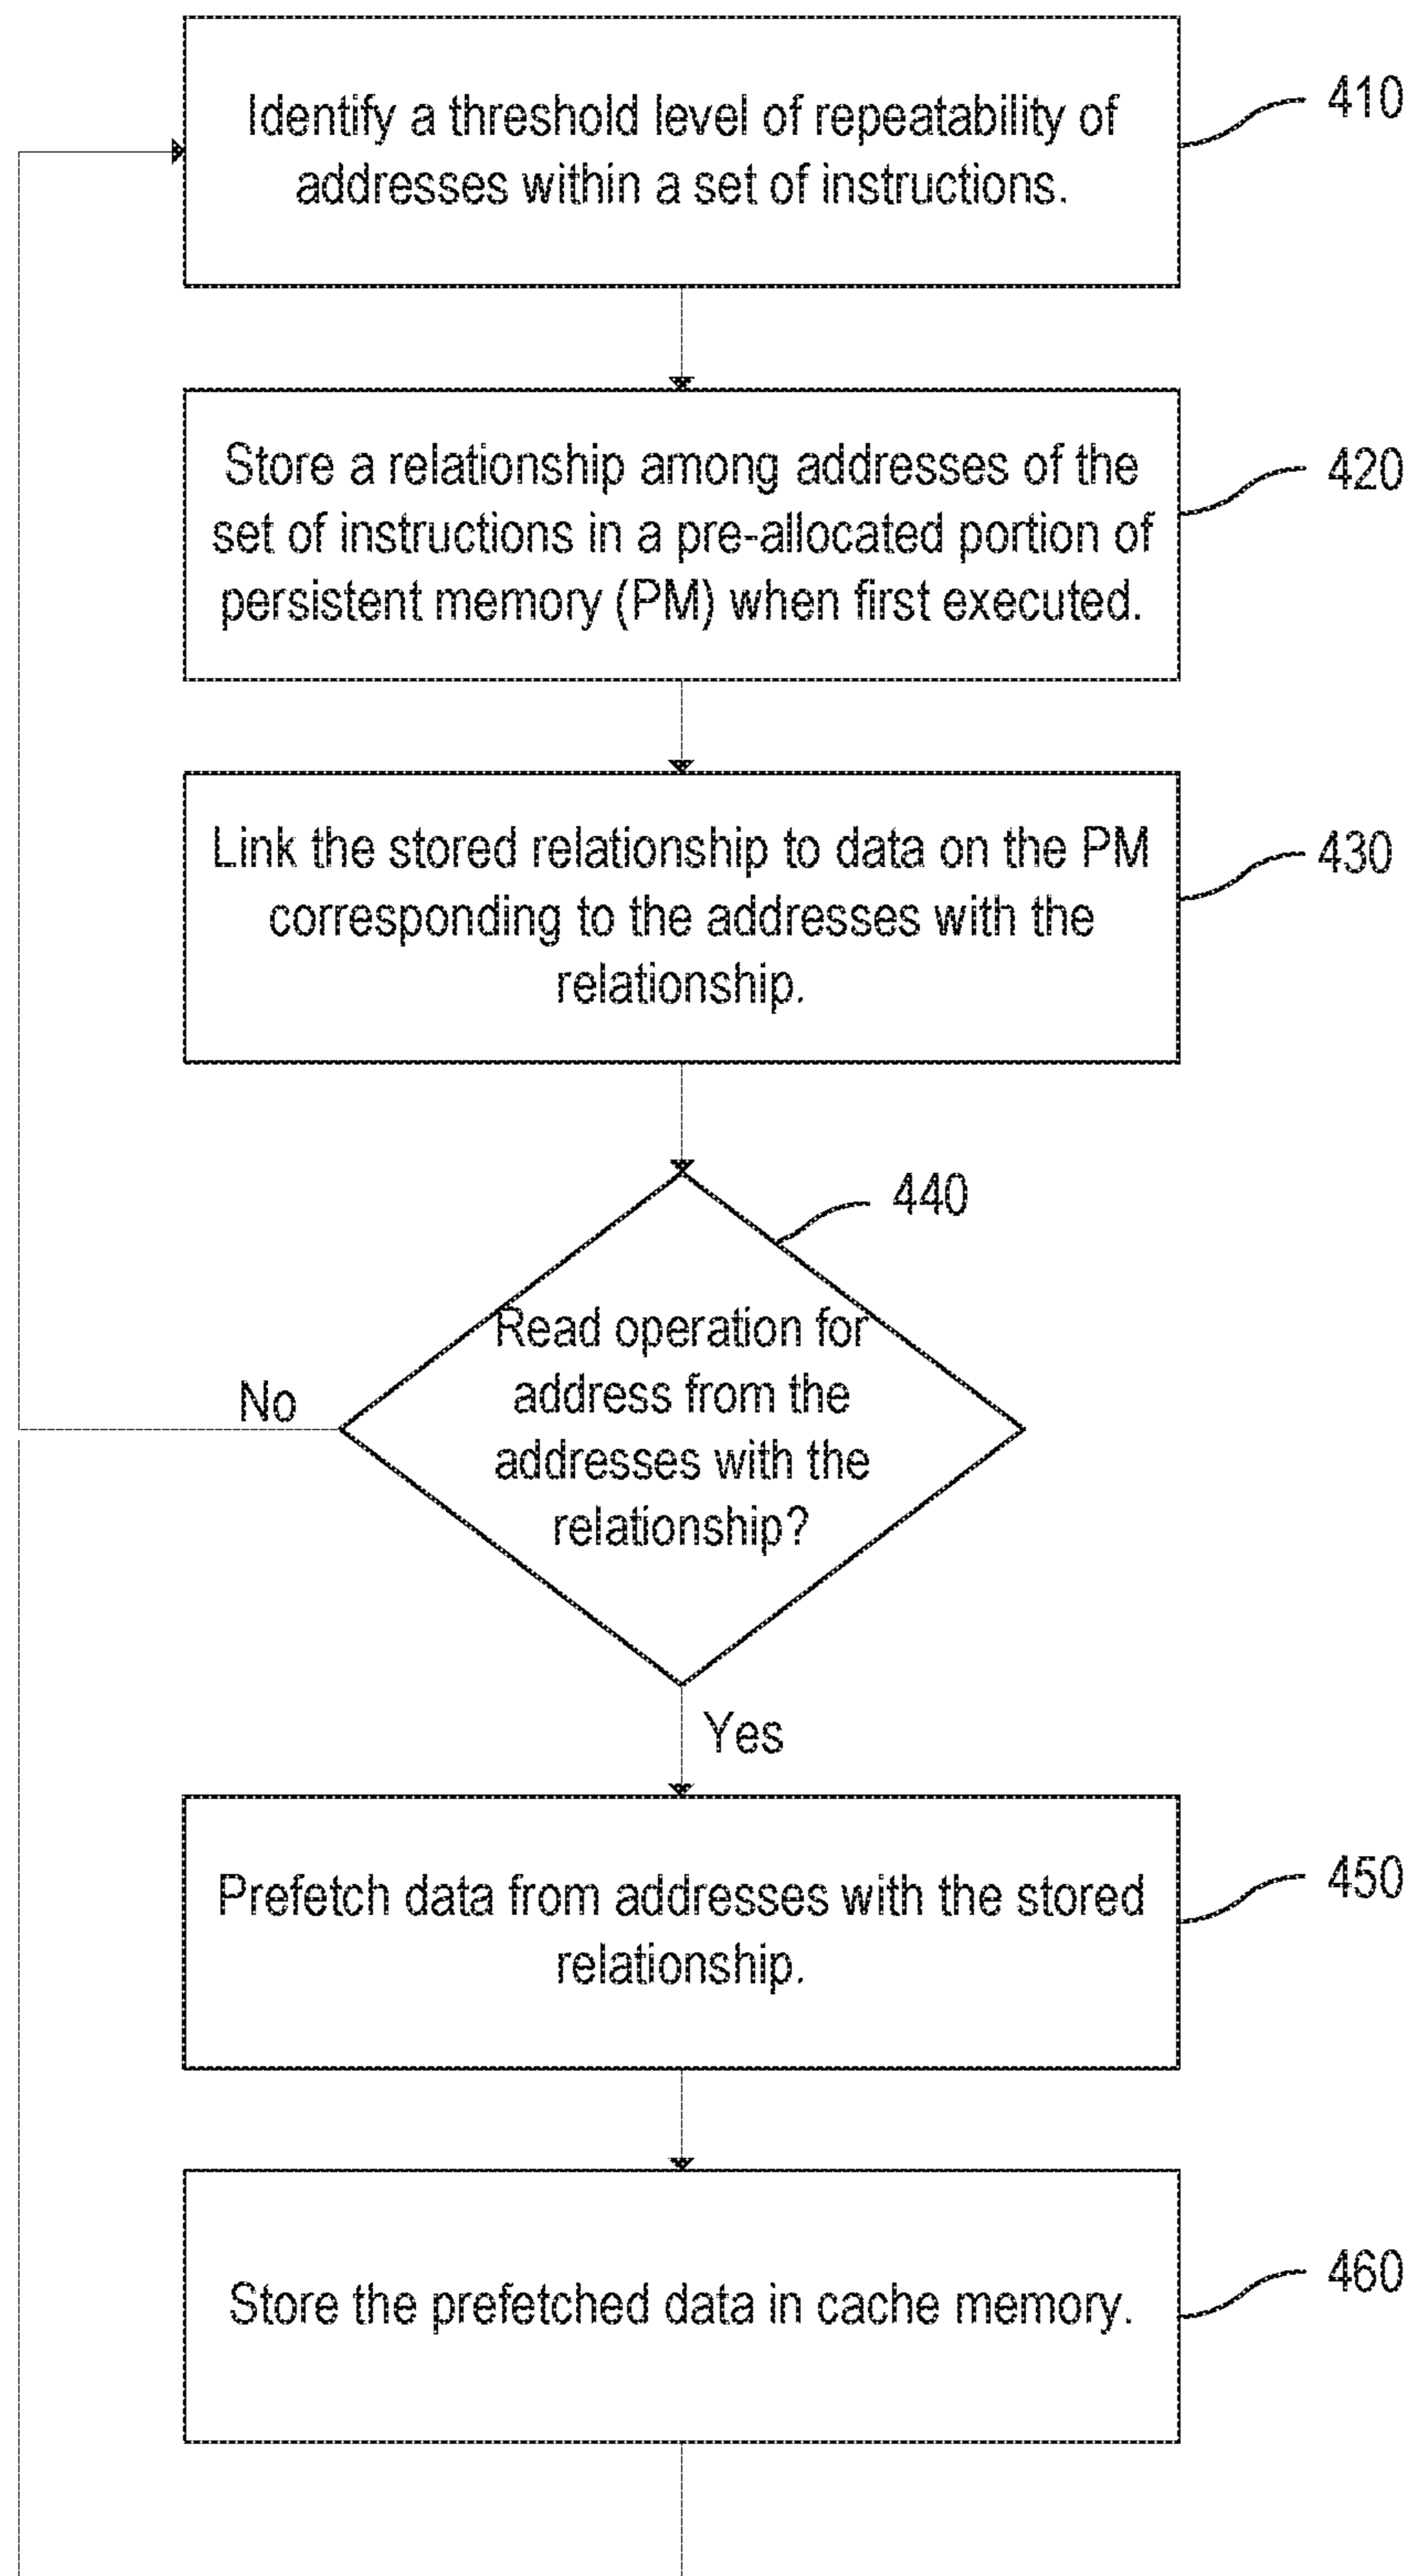 Identify a threshold level of repeatability of
addresses within a set of instructions.
410
Store a relationship among addresses of the
set of instructions in a pre-allocated portion of
persistent memory (PM) when first executed.
420
Link the stored relationship to data on the PM
corresponding to the addresses with the
relationship.
430
440
Read operation for
address from the
addresses with the
relationship?
No
Yes
Prefetch data from addresses with the stored
relationship.
450
Store the prefetched data in cache memory.
460